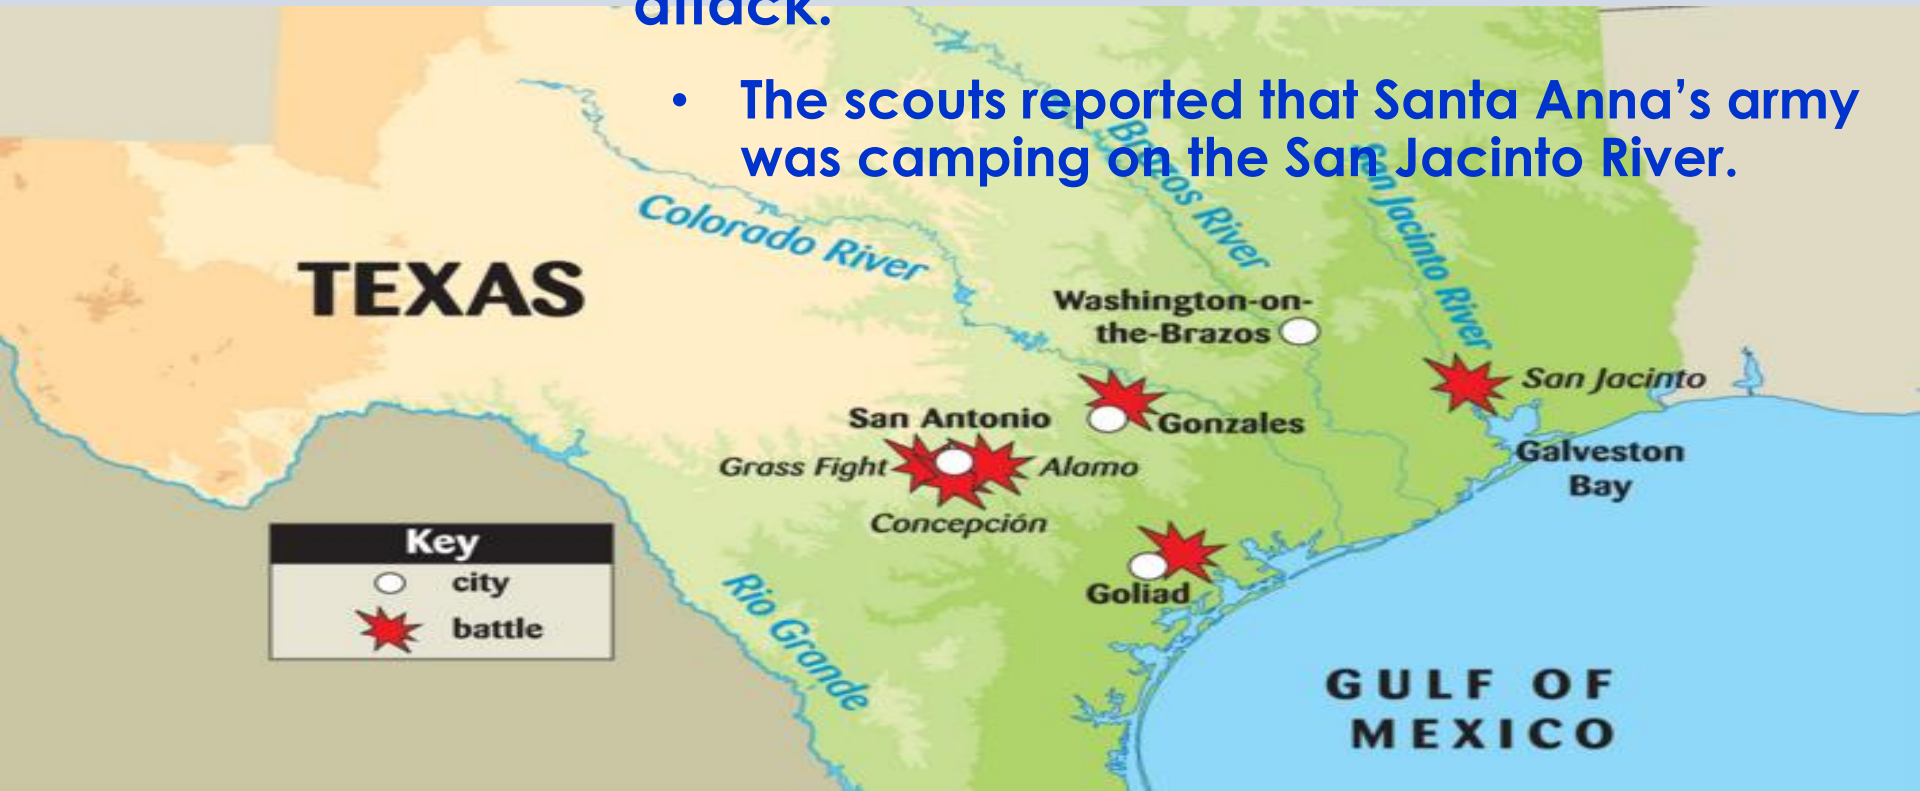 attack.
• The scouts reported that Santa Anna's army
was camping on the San Jacinto River.
Brazos River
San Jacinto River
Colorado River
TEXAS
Washington-on-
the-Brazos
San Jacinto
San Antonio
Gonzales
Grass Fight
Alamo
Galveston
Bay
Concepción
Key
city
battle
Goliad
Rio Grande
GULF OF
MEXICO